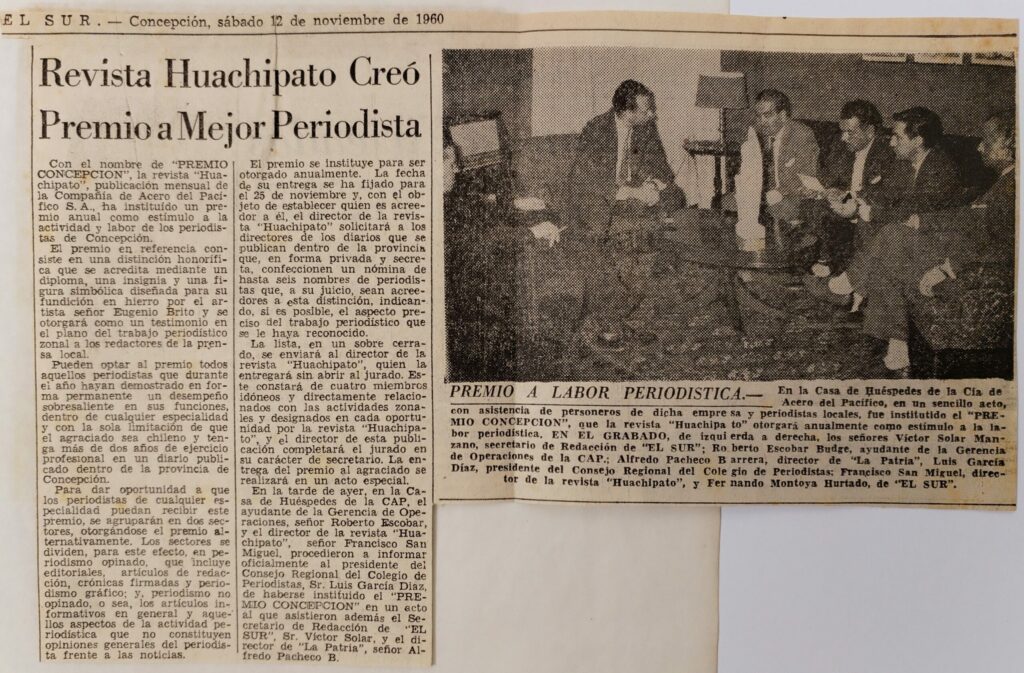 EL SUR. — Concepción, sábado 12 de noviembre de 1960
Revista Huachipato Creó
Premio a Mejor Periodista
Con el nombre de "PREMIO
CONCEPCION", la revista "Hua-
chipato", publicación mensual de
la Compañía de Acero del Pací-
fico S.A., ha instituído un pre-
mio anual como estímulo a la
actividad y labor de los periodis-
tas de Concepción.
El premio en referencia con-
siste en una distinción honorífi-
ca que se acredita mediante un
diploma, una insignia y una fi-
gura simbólica diseñada para su
fundición en hierro por el ar-
tista señor Eugenio Brito y se
otorgará como un testimonio en
el plano del trabajo periodístico
zonal a los redactores de la pren-
sa local.
Pueden optar al premio todos
aquellos periodistas que durante
el año hayan demostrado en for-
ma permanente un desempeño
sobresaliente en sus funciones,
dentro de cualquier especialidad
y con la sola limitación de que
el agraciado sea chileno y tenga
más de dos años de ejercicio
profesional en un diario publi-
cado dentro de la provincia de
Concepción.
Para dar oportunidad a que
los periodistas de cualquier es-
pecialidad puedan recibir este
premio, se agruparán en dos sec-
tores, otorgándose el premio al-
ternativamente. Los sectores se
dividen, para este efecto, en pe-
riodismo opinado, que incluye
editoriales, artículos de redac-
ción, crónicas firmadas y perio-
dismo gráfico; y, periodismo no
opinado, o sea, los artículos in-
formativos en general y aque-
llos aspectos de la actividad pe-
riodística que no constituyen
opiniones generales del periodis-
ta frente a las noticias.
El premio se instituye para ser
otorgado anualmente. La fecha
de su entrega se ha fijado para
el 25 de noviembre y, con el ob-
jeto de establecer quien es acree-
dor a él, el director de la revis-
ta "Huachipato" solicitará a los
directores de los diarios que se
publican dentro de la provincia
que, en forma privada y secre-
ta, confeccionen un nómina de
hasta seis nombres de periodis-
tas que, a su juicio, sean acree-
dores a esta distinción, indican-
do, si es posible, el aspecto pre-
ciso del trabajo periodístico que
se le haya reconocido.
La lista, en un sobre cerra-
do, se enviará al director de la
revista "Huachipato", quien la
entregará sin abrir al jurado. Es-
te constará de cuatro miembros
idóneos y directamente relacio-
nados con las actividades zona-
les y designados en cada opor-
tunidad por la revista "Huachi-
pato", y el director de esta pu-
blicación completará el jurado en
su carácter de secretario. La en-
trega del premio al agraciado se
realizará en un acto especial.
En la tarde de ayer, en la Ca-
sa de Huéspedes de la CAP, el
ayudante de la Gerencia de Ope-
raciones, señor Roberto Escobar,
y el director de la revista "Hua-
chipato", señor Francisco San
Miguel, procedieron a informar
oficialmente al presidente del
Consejo Regional del Colegio de
Periodistas, Sr. Luis García Díaz,
de haberse instituído el "PRE-
MIO CONCEPCION" en un acto
al que asistieron además el Se-
cretario de Redacción de "EL
SUR", Sr. Víctor Solar, y el di-
rector de "La Patria", señor Al-
fredo Pacheco B.
PREMIO A LABOR PERIODISTICA.— En la Casa de Huéspedes de la Cía de
Acero del Pacífico, en un sencillo acto,
con asistencia de personeros de dicha empresa y periodistas locales, fue instituido el "PRE-
MIO CONCEPCION", que la revista "Huachipa to" otorgará anualmente como estímulo a la la-
bor periodística. EN EL GRABADO, de izquierda a derecha, los señores Víctor Solar Man-
zano, secretario de Redacción de "EL SUR"; Ro berto Escobar Budge, ayudante de la Gerencia
de Operaciones de la CAP.; Alfredo Pacheco B arrera, director de "La Patria", Luis García
Díaz, presidente del Consejo Regional del Cole gio de Periodistas; Francisco San Miguel, direc-
tor de la revista "Huachipato", y Fer nando Montoya Hurtado, de "EL SUR".